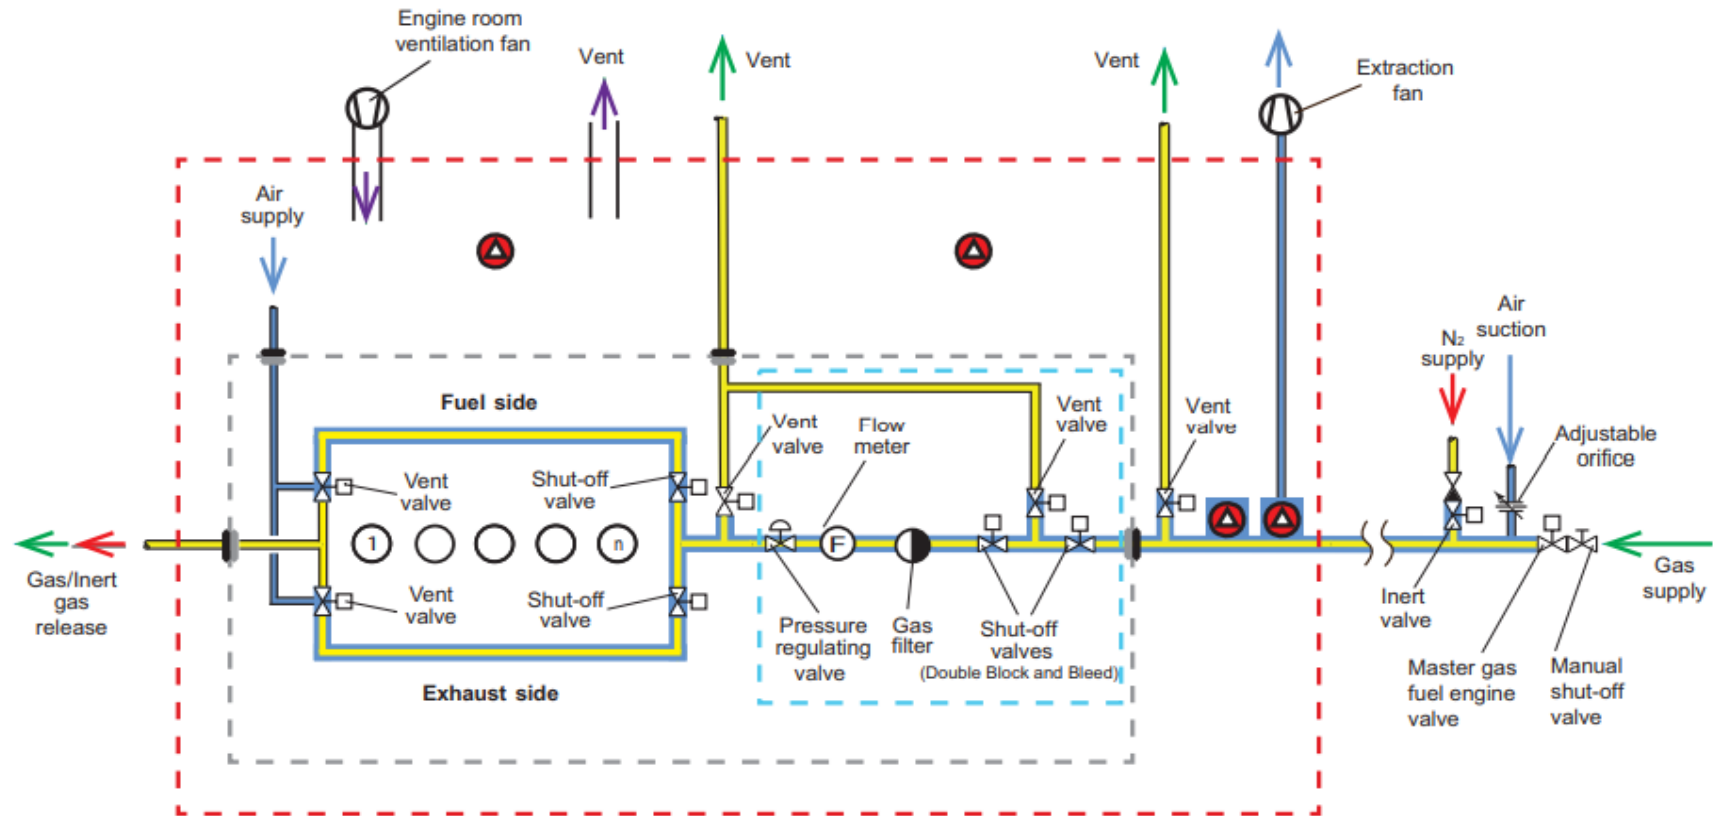 Engine room
ventilation fan
Vent
Vent
Vent
Extraction
fan
Air
supply
Air
suction
N2
supply
Fuel side
Vent
valve
Flow
meter
Vent
valve
Vent
valve
Adjustable
orifice
Vent
valve
Shut-off
valve
1
n
F
Gas/Inert
gas
release
Gas
supply
Vent
valve
Shut-off
valve
Pressure
regulating
valve
Gas
filter
Shut-off
valves
(Double Block and Bleed)
Inert
valve
Master gas
fuel engine
valve
Manual
shut-off
valve
Exhaust side